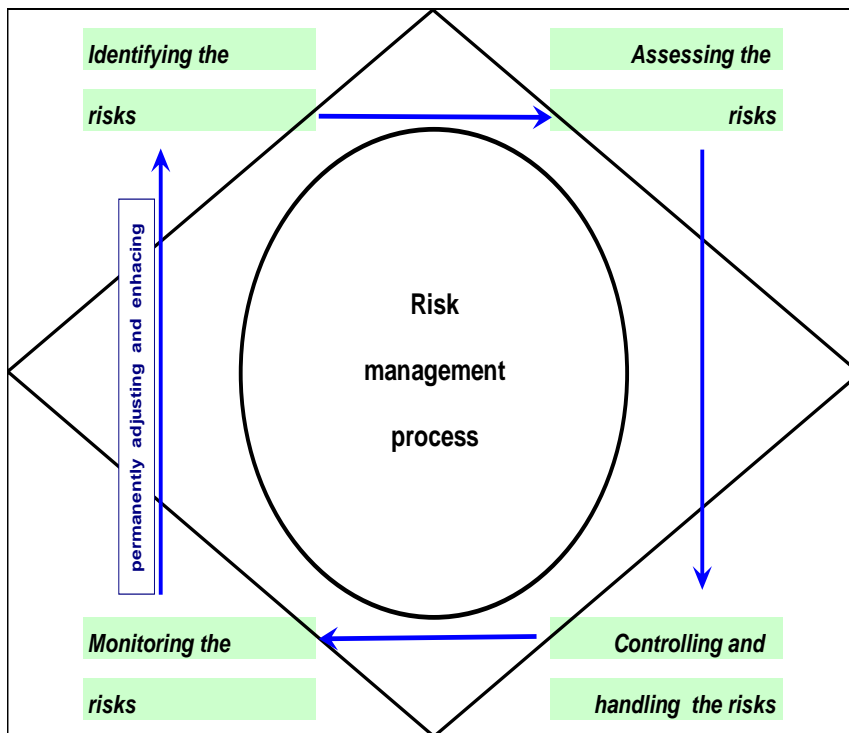 Identifying the
risks
Assessing the
risks
permanently adjusting and enhacing
Risk
management
process
Monitoring the
risks
Controlling and
handling the risks